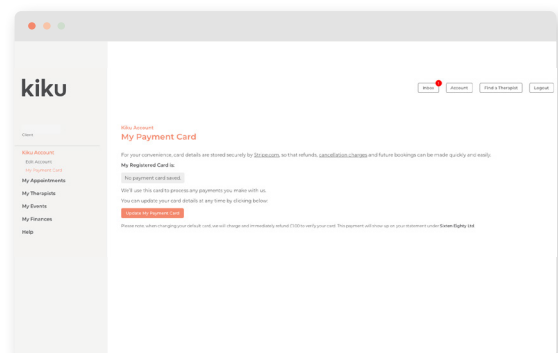 kiku
Inbox
1
Account
Find a Therapist
Logout
Client
Kiku Account
Edit Account
My Payment Card
My Appointments
My Therapists
My Events
My Finances
Help
Kiku Account
My Payment Card
For your convenience, card details are stored securely by Stripe.com, so that refunds, cancellation charges and future bookings can be made quickly and easily.
My Registered Card is:
No payment card saved.
We'll use this card to process any payments you make with us.
You can update your card details at any time by clicking below:
Update My Payment Card
Please note, when changing your default card, we will charge and immediately refund £1.00 to verify your card. This payment will show up on your statement under